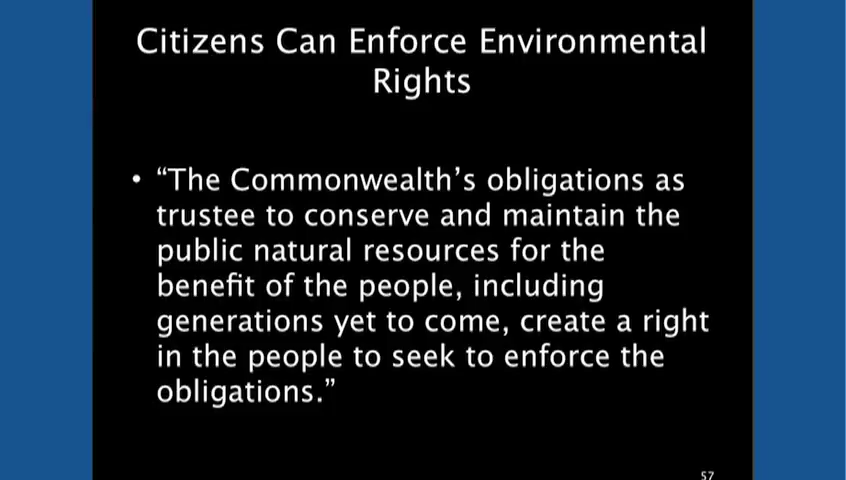 Citizens Can Enforce Environmental
Rights
• “The Commonwealth’s obligations as
trustee to conserve and maintain the
public natural resources for the
benefit of the people, including
generations yet to come, create a right
in the people to seek to enforce the
obligations.”
57